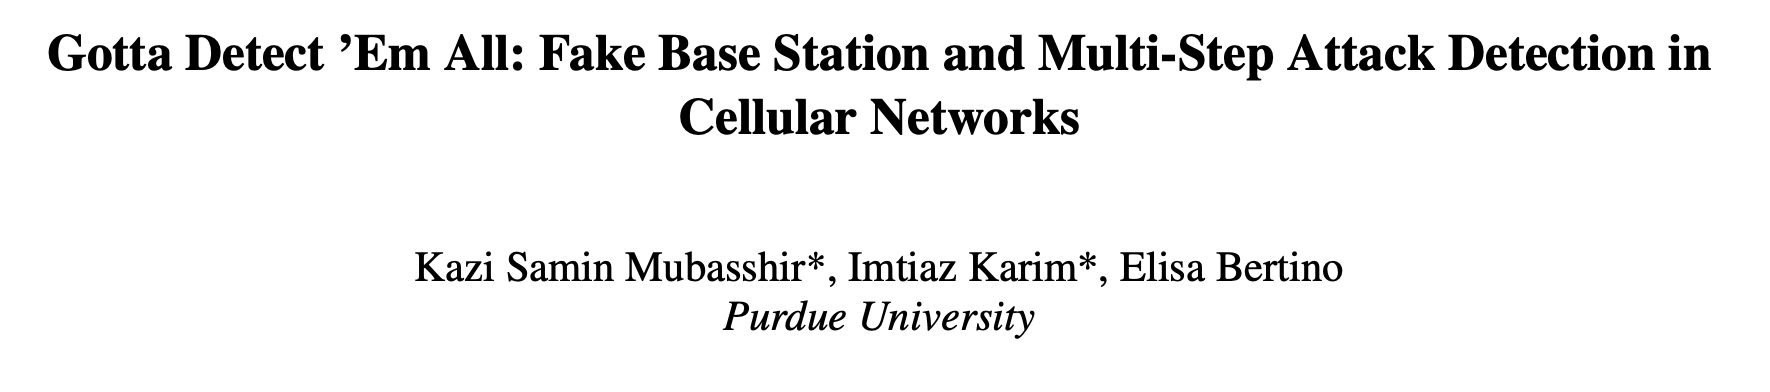 Gotta Detect ’Em All: Fake Base Station and Multi-Step Attack Detection in
Cellular Networks
Kazi Samin Mubasshir*, Imtiaz Karim*, Elisa Bertino
Purdue University